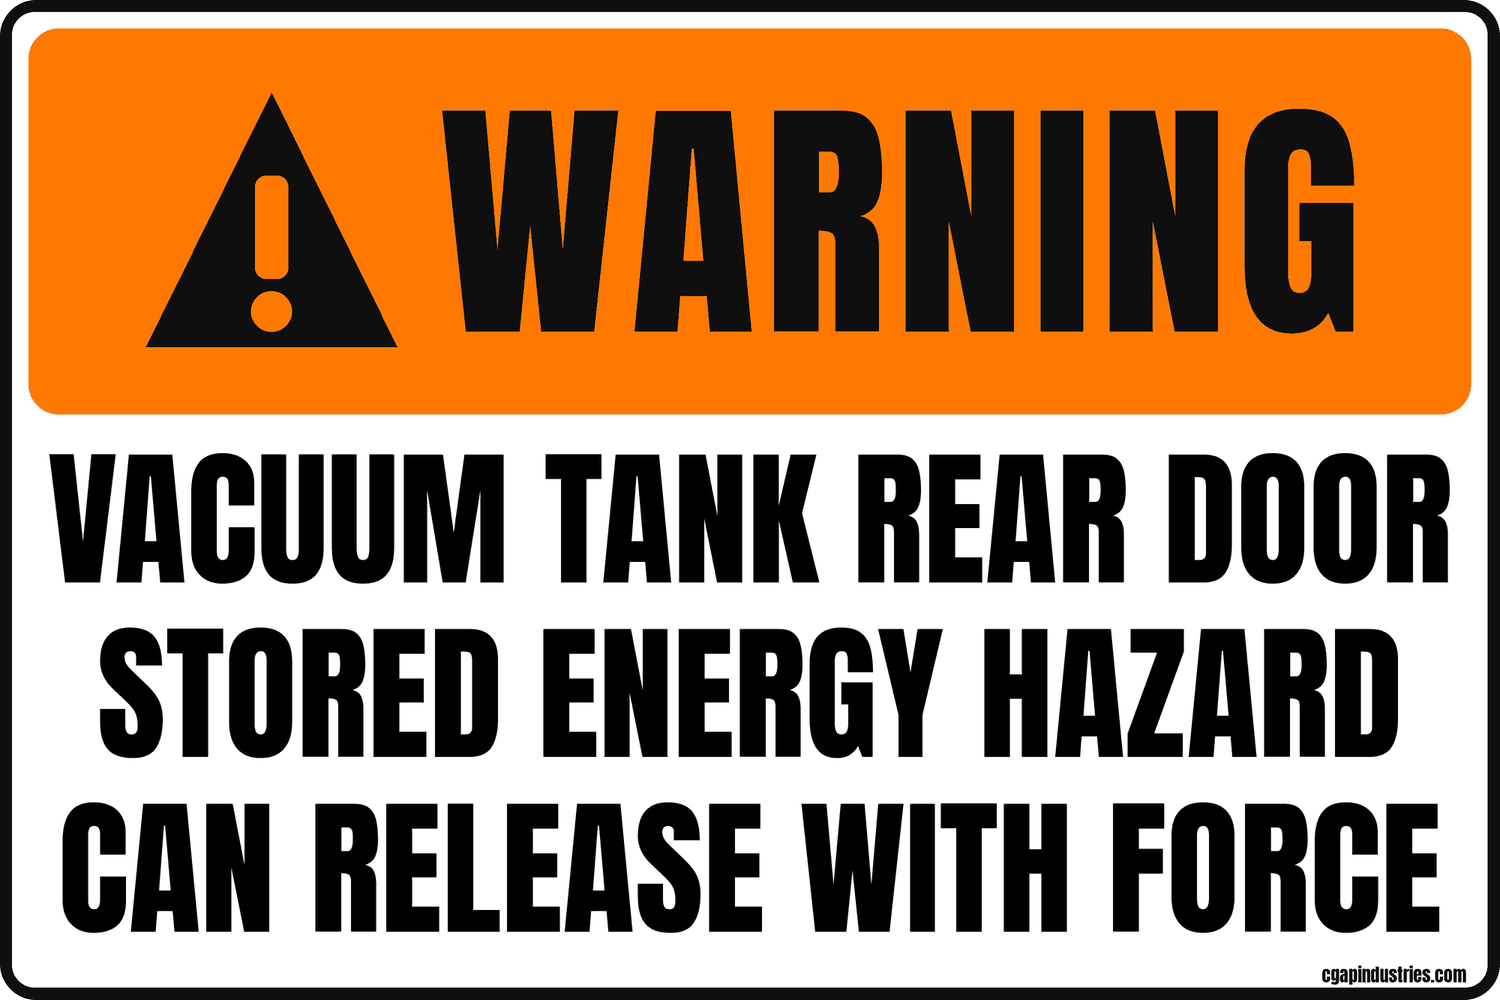 WARNING
VACUUM TANK REAR DOOR
STORED ENERGY HAZARD
CAN RELEASE WITH FORCE
cgapindustries.com